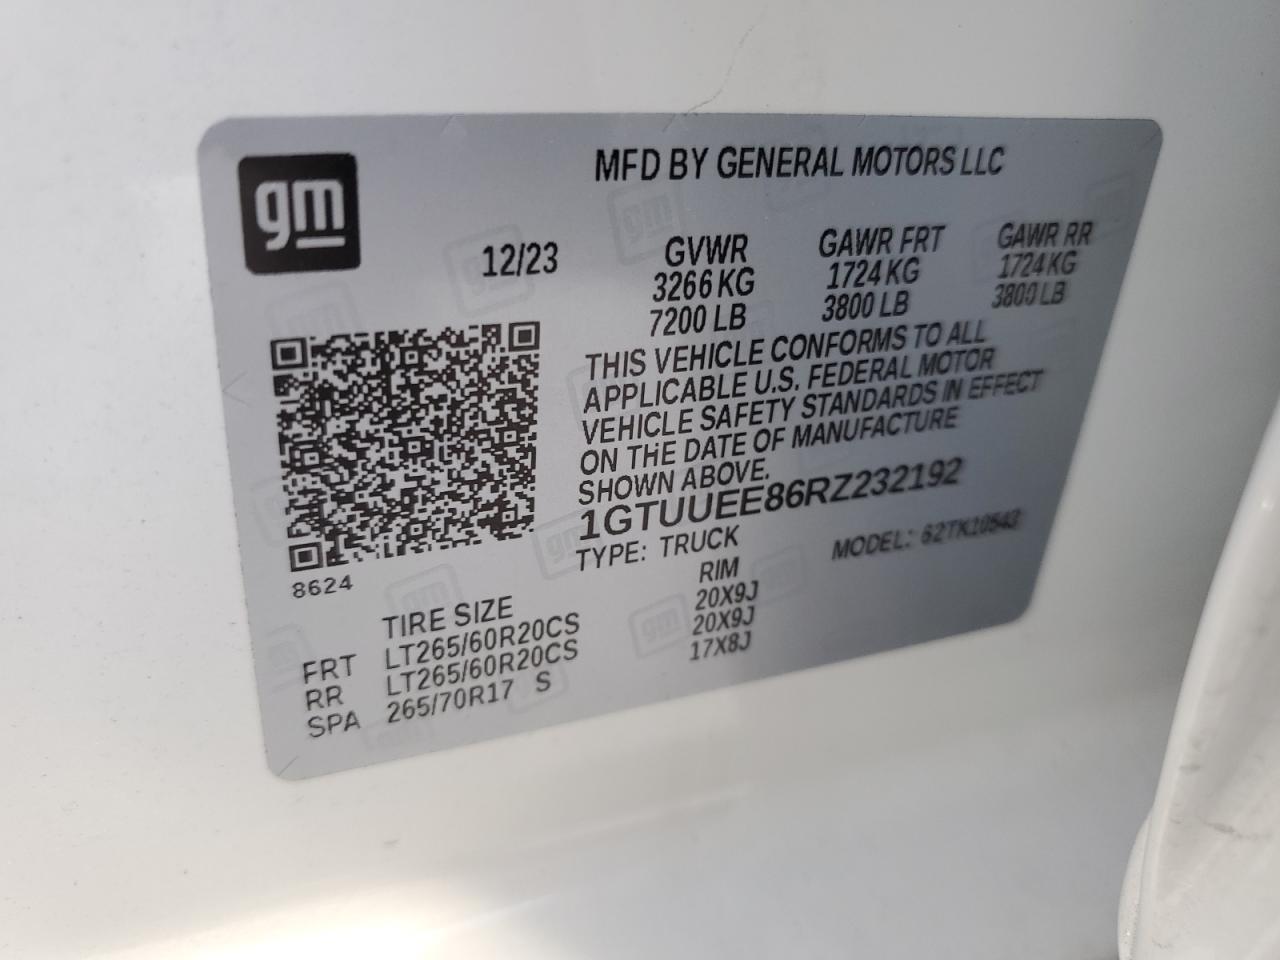 gm
MFD BY GENERAL MOTORS LLC
12/23
GVWR GAWR FRT GAWR RR
3266 KG 1724 KG 1724 KG
7200 LB 3800 LB 3800 LB
THIS VEHICLE CONFORMS TO ALL
APPLICABLE U.S. FEDERAL MOTOR
VEHICLE SAFETY STANDARDS IN EFFECT
ON THE DATE OF MANUFACTURE
SHOWN ABOVE.
1GTUUEE86RZ232192
TYPE: TRUCK MODEL: 62TK10543
8624
TIRE SIZE RIM
FRT LT265/60R20CS 20X9J
RR LT265/60R20CS 20X9J
SPA 265/70R17 S 17X8J